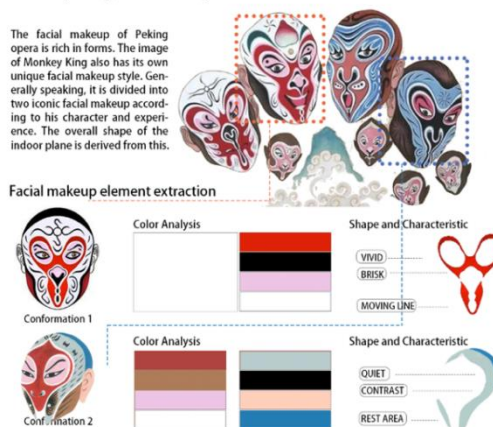 The facial makeup of Peking
opera is rich in forms. The image
of Monkey King also has its own
unique facial makeup style. Gen-
erally speaking, it is divided into
two iconic facial makeup accord-
ing to his character and experi-
ence. The overall shape of the
indoor plane is derived from this.
Facial makeup element extraction
Color Analysis
Shape and Characteristic
VIVID
BRISK
MOVING LINE
Conformation 1
Color Analysis
Shape and Characteristic
QUIET
CONTRAST
REST AREA
Conformation 2